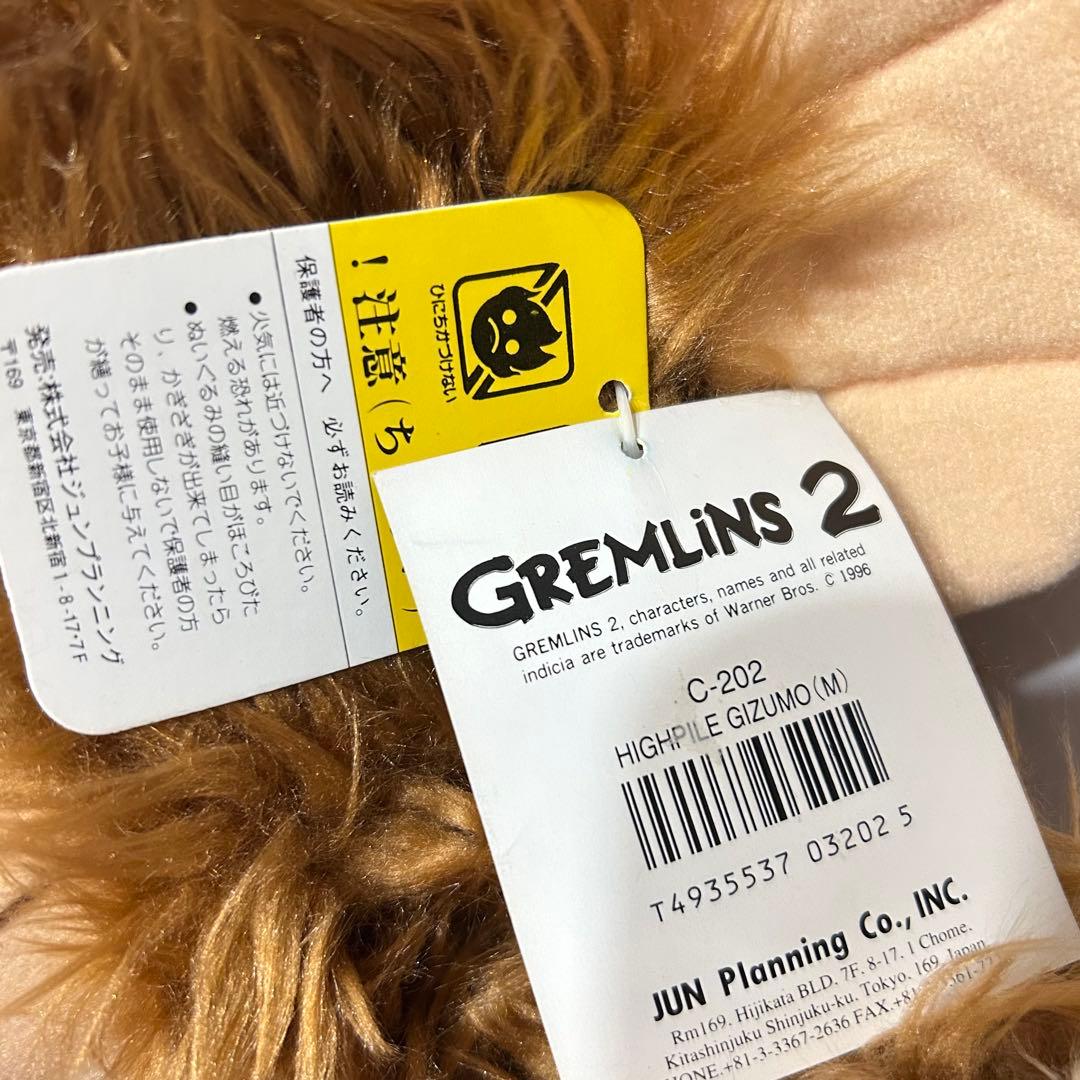 ひにちかづけない
！注意（ち
保護者の方へ　必ずお読みください。
●火気には近づけないでください。
燃える恐れがあります。
●ぬいぐるみの縫い目がほころびた
り、かぎざぎが出来てしまったら
そのまま使用しないで保護者の方
が縫ってお子様に与えてください。
発売:株式会社ジュンプランニング
〒169　東京都新宿区北新宿1-8-17-7F
GREMLiNS 2
GREMLINS 2, characters, names and all related
indicia are trademarks of Warner Bros. C 1996
C-202
HIGHPILE GIZUMO(M)
T4935537 03202 5
JUN Planning Co., INC.
Rm169. Hijikata BLD. 7F. 8-17. 1 Chome.
Kitashinjuku Shinjuku-ku. Tokyo. 169. Japan
HONE.+81-3-3367-2636 FAX.+81